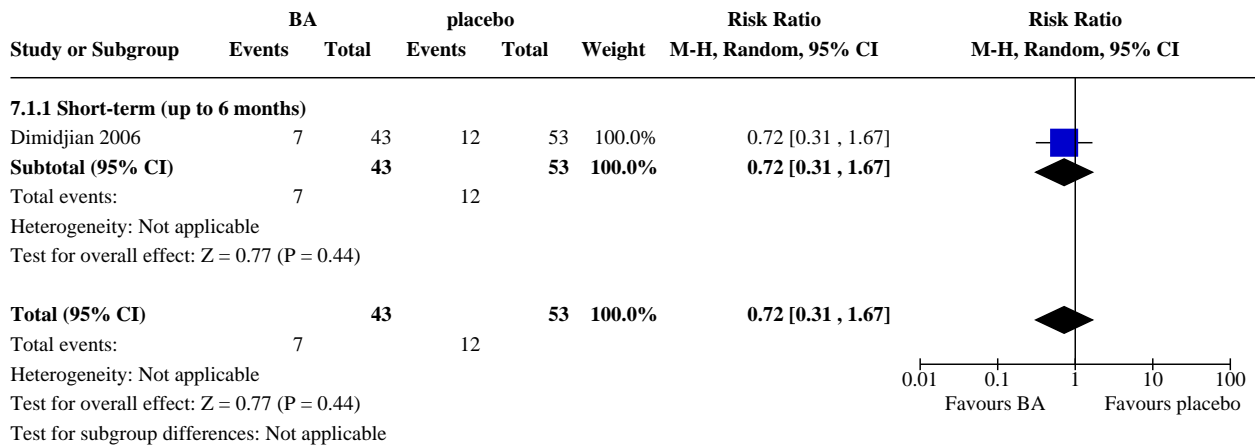 BA placebo Risk Ratio Risk Ratio
Study or Subgroup Events Total Events Total Weight M-H, Random, 95% CI M-H, Random, 95% CI
7.1.1 Short-term (up to 6 months)
Dimidjian 2006 7 43 12 53 100.0% 0.72 [0.31 , 1.67]
Subtotal (95% CI) 43 53 100.0% 0.72 [0.31 , 1.67]
Total events: 7 12
Heterogeneity: Not applicable
Test for overall effect: Z = 0.77 (P = 0.44)
Total (95% CI) 43 53 100.0% 0.72 [0.31 , 1.67]
Total events: 7 12
Heterogeneity: Not applicable
0.01 0.1 1 10 100
Test for overall effect: Z = 0.77 (P = 0.44) Favours BA Favours placebo
Test for subgroup differences: Not applicable